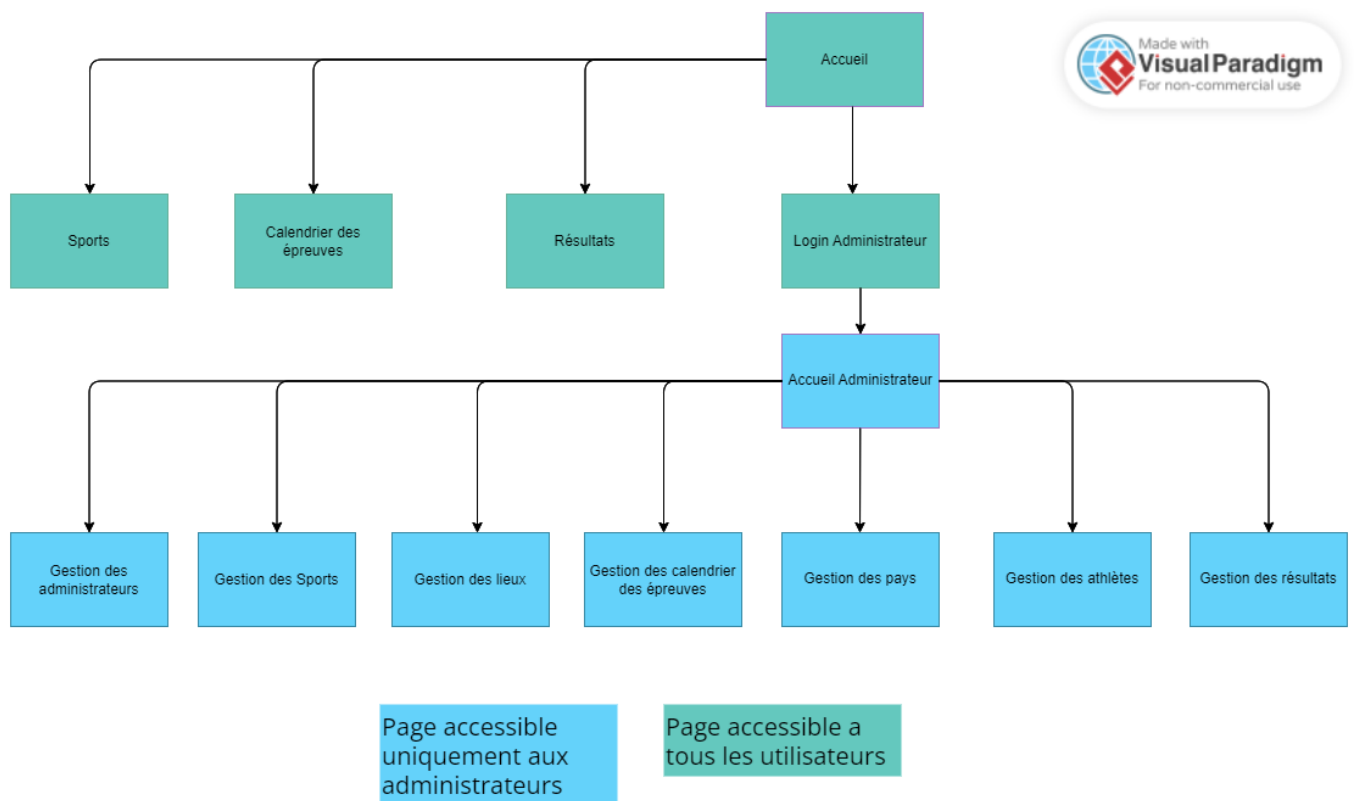 Accueil
Made with
Visual Paradigm
For non-commercial use
Sports
Calendrier des
épreuves
Résultats
Login Administrateur
Accueil Administrateur
Gestion des
administrateurs
Gestion des Sports
Gestion des lieux
Gestion des calendrier
des épreuves
Gestion des pays
Gestion des athlètes
Gestion des résultats
Page accessible
uniquement aux
administrateurs
Page accessible a
tous les utilisateurs